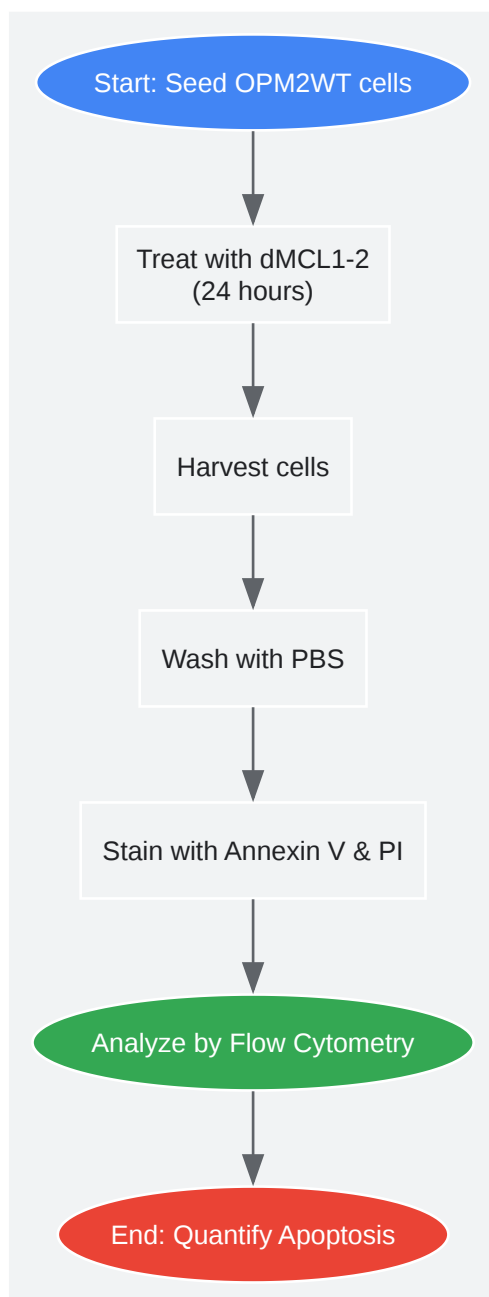 Start: Seed OPM2WT cells
Treat with dMCL1-2
(24 hours)
Harvest cells
Wash with PBS
Stain with Annexin V & PI
Analyze by Flow Cytometry
End: Quantify Apoptosis